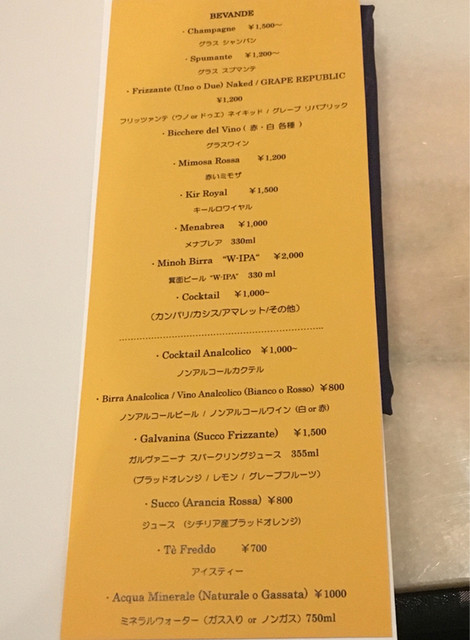 BEVANDE
・Champagne ￥1,500～
グラス シャンパン
・Spumante ￥1,200～
グラス スプマンテ
・Frizzante (Uno o Due) Naked / GRAPE REPUBLIC
￥1,200
フリッツァンテ (ウノ or ドゥエ) ネイキッド / グレープ リパブリック
・Bicchere del Vino ( 赤・白 各種 )
グラスワイン
・Mimosa Rossa ￥1,200
赤いミモザ
・Kir Royal ￥1,500
キールロワイヤル
・Menabrea ￥1,000
メナブレア 330ml
・Minoh Birra “W-IPA” ￥2,000
箕面ビール “W-IPA” 330 ml
・Cocktail ￥1,000~
(カンパリ/カシス/アマレット/その他)
・Cocktail Analcolico ￥1,000~
ノンアルコールカクテル
・Birra Analcolica / Vino Analcolico (Bianco o Rosso) ￥800
ノンアルコールビール / ノンアルコールワイン (白 or 赤)
・Galvanina (Succo Frizzante) ￥1,500
ガルヴァニーナ スパークリングジュース 355ml
(ブラッドオレンジ / レモン / グレープフルーツ)
・Succo (Arancia Rossa) ￥800
ジュース (シチリア産ブラッドオレンジ)
・Tè Freddo ￥700
アイスティー
・Acqua Minerale (Naturale o Gassata) ￥1000
ミネラルウォーター (ガス入り or ノンガス) 750ml